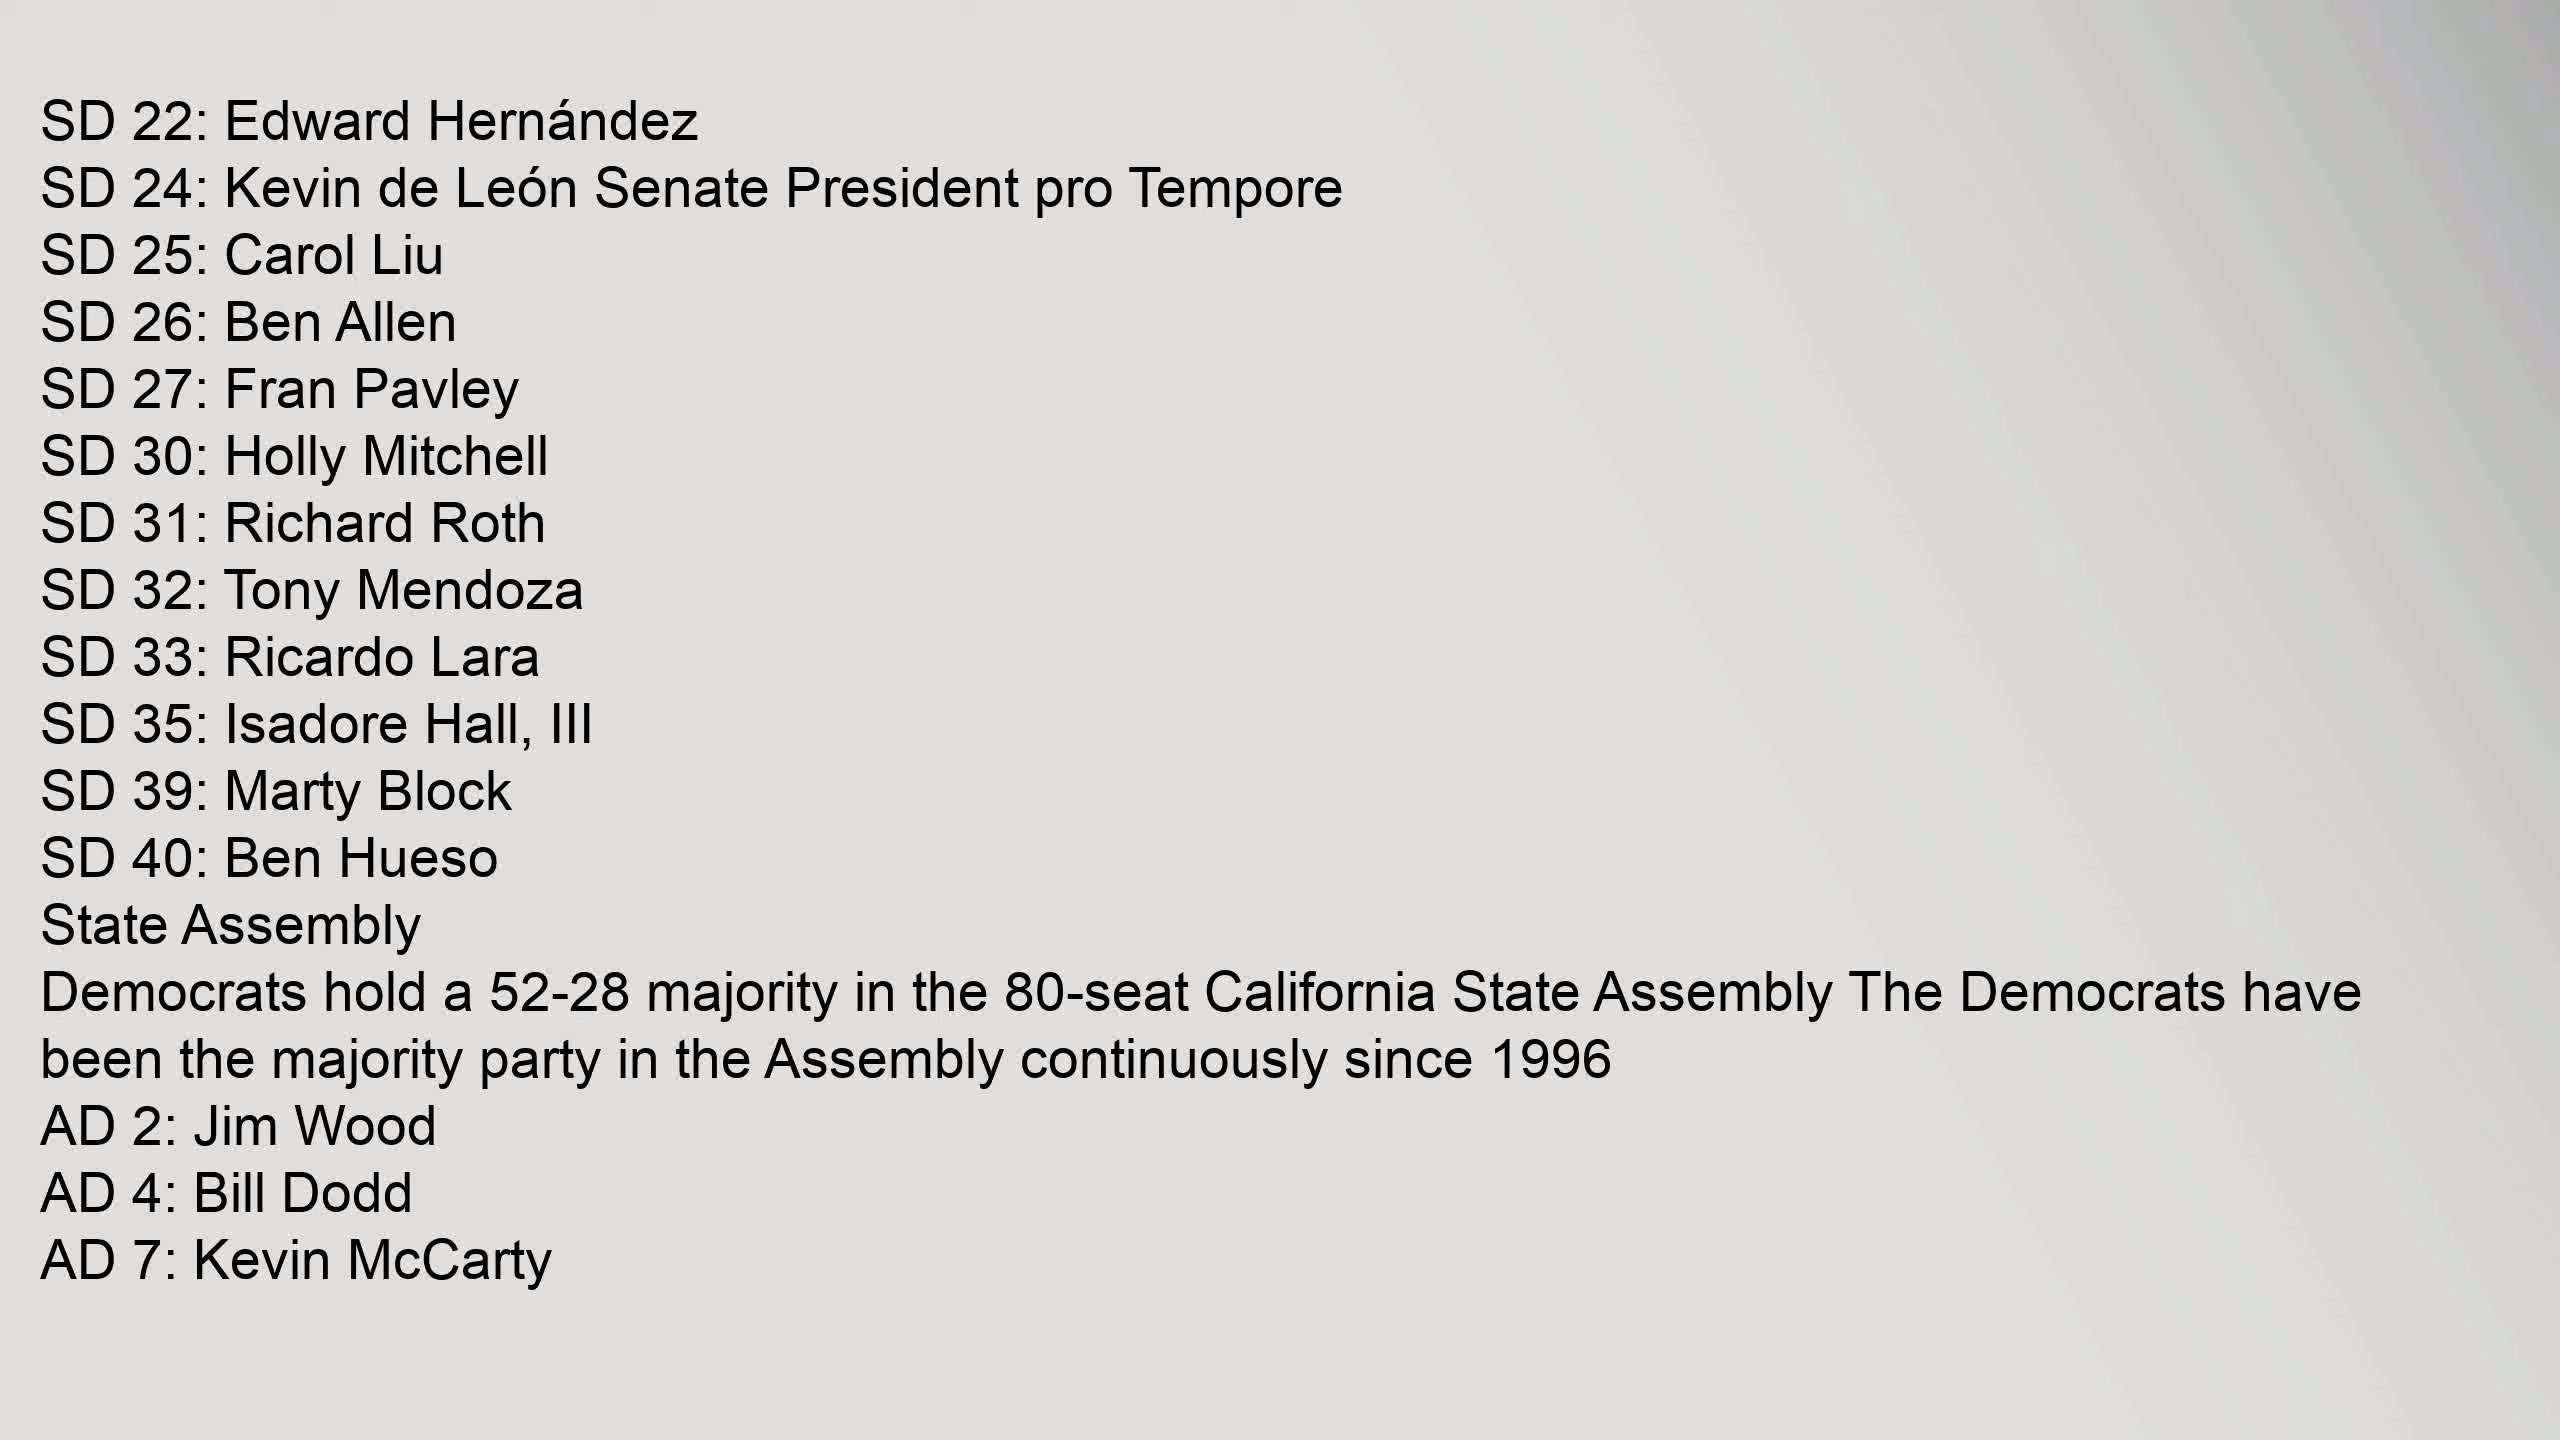 SD 22: Edward Hernández
SD 24: Kevin de León Senate President pro Tempore
SD 25: Carol Liu
SD 26: Ben Allen
SD 27: Fran Pavley
SD 30: Holly Mitchell
SD 31: Richard Roth
SD 32: Tony Mendoza
SD 33: Ricardo Lara
SD 35: Isadore Hall, III
SD 39: Marty Block
SD 40: Ben Hueso
State Assembly
Democrats hold a 52-28 majority in the 80-seat California State Assembly The Democrats have
been the majority party in the Assembly continuously since 1996
AD 2: Jim Wood
AD 4: Bill Dodd
AD 7: Kevin McCarty